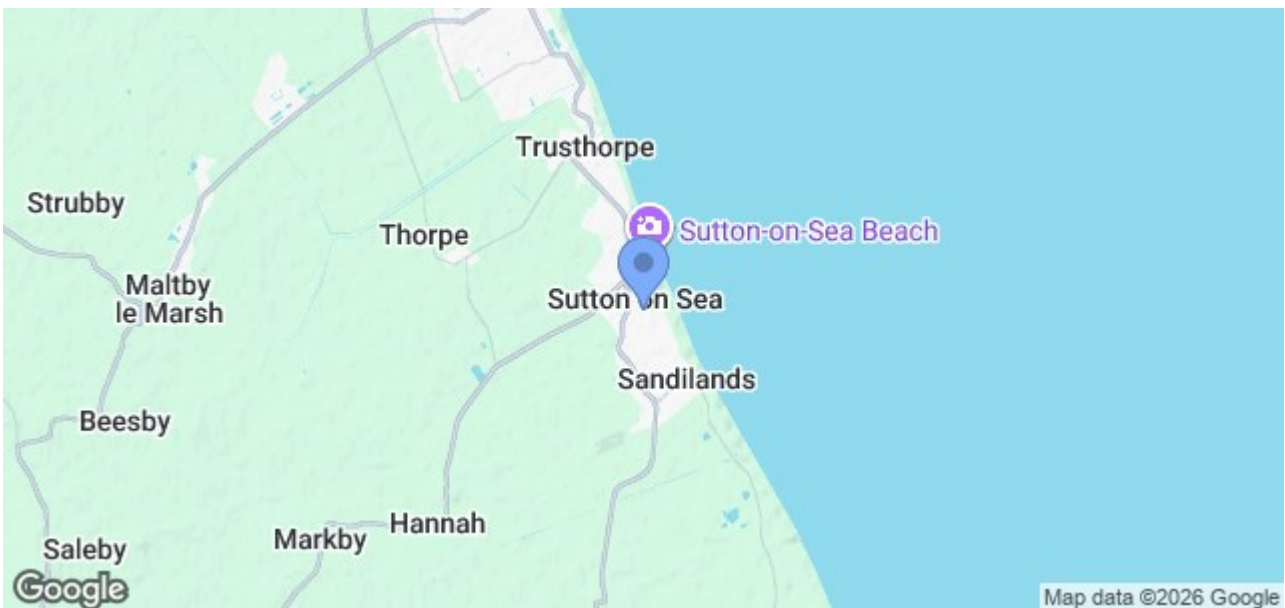 Trusthorpe
Strubby
Thorpe
Sutton-on-Sea Beach
Maltby
le Marsh
Sutton on Sea
Sandilands
Beesby
Hannah
Markby
Saleby
Google
Map data ©2026 Google